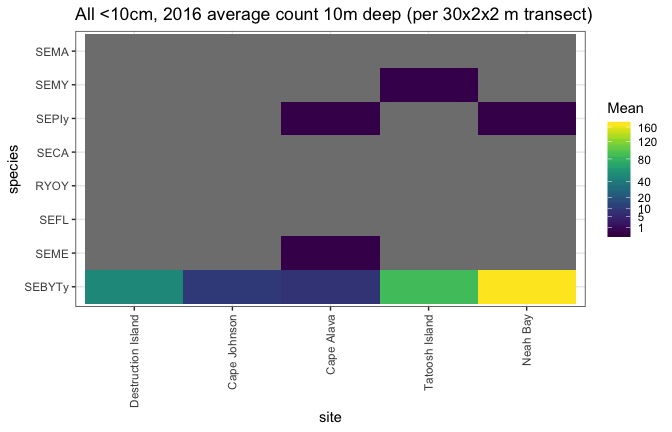 All <10cm, 2016 average count 10m deep (per 30x2x2 m transect)
SEMA
SEMY
SEPly
SECA
RYOY
SEFL
SEME
SEBYTy
species
Destruction Island
Cape Johnson
Cape Alava
Tatoosh Island
Neah Bay
site
Mean
160
120
80
40
20
10
5
1